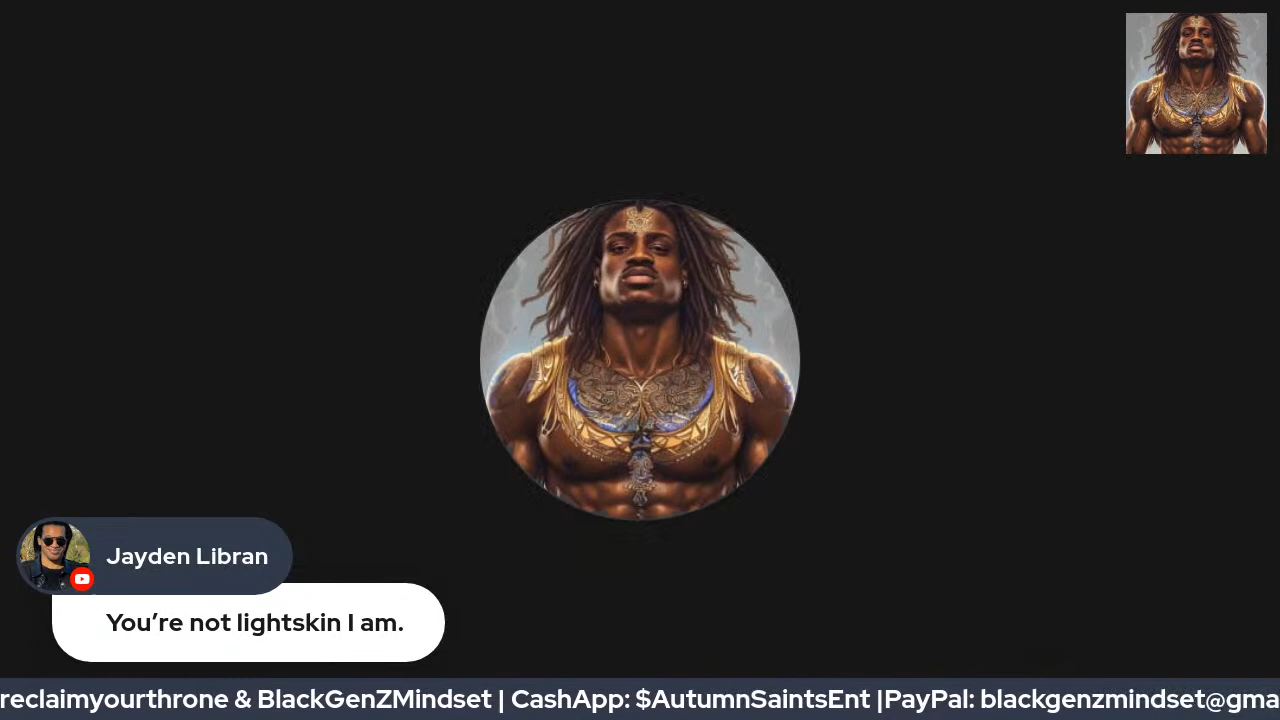 Jayden Libran
You’re not lightskin I am.
reclaimyourthrone & BlackGenZMindset | CashApp: $AutumnSaintsEnt |PayPal: blackgenzmindset@gma